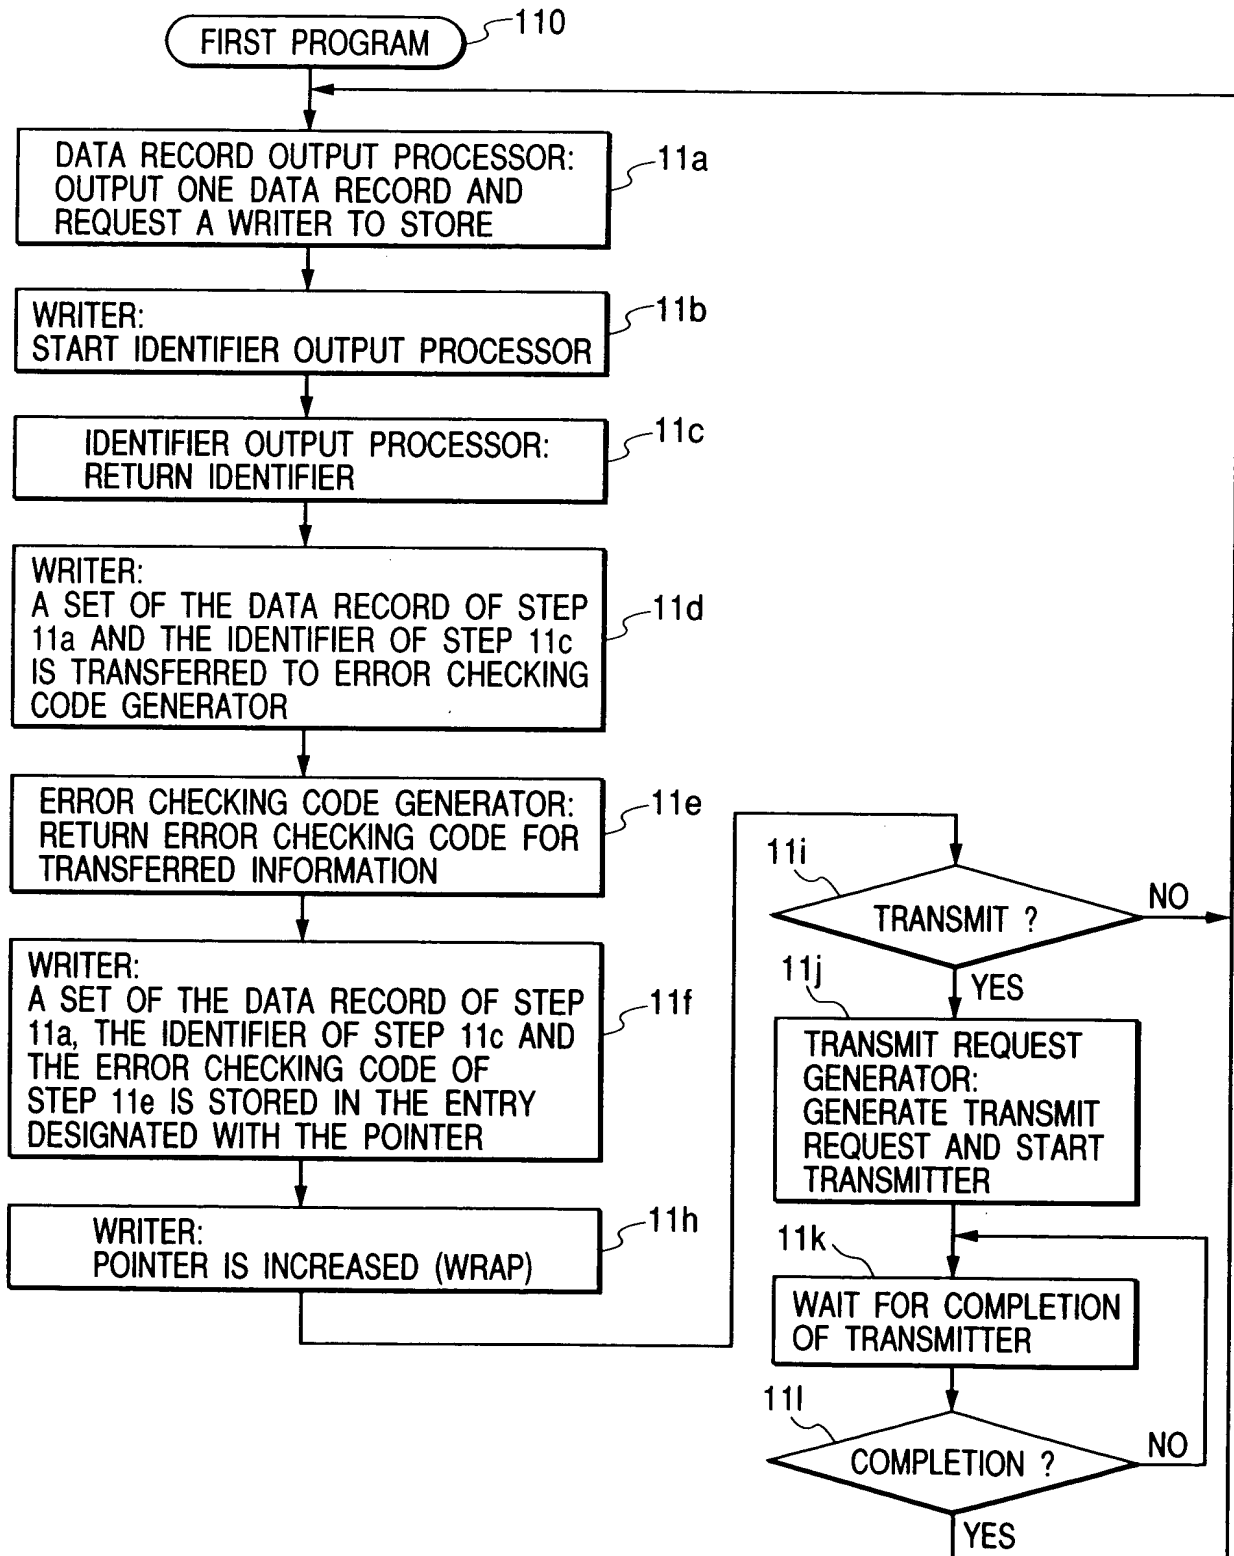 FIRST PROGRAM
110
DATA RECORD OUTPUT PROCESSOR:
OUTPUT ONE DATA RECORD AND
REQUEST A WRITER TO STORE
11a
WRITER:
START IDENTIFIER OUTPUT PROCESSOR
11b
IDENTIFIER OUTPUT PROCESSOR:
RETURN IDENTIFIER
11c
WRITER:
A SET OF THE DATA RECORD OF STEP
11a AND THE IDENTIFIER OF STEP 11c
IS TRANSFERRED TO ERROR CHECKING
CODE GENERATOR
11d
ERROR CHECKING CODE GENERATOR:
RETURN ERROR CHECKING CODE FOR
TRANSFERRED INFORMATION
11e
WRITER:
A SET OF THE DATA RECORD OF STEP
11a, THE IDENTIFIER OF STEP 11c AND
THE ERROR CHECKING CODE OF
STEP 11e IS STORED IN THE ENTRY
DESIGNATED WITH THE POINTER
11f
WRITER:
POINTER IS INCREASED (WRAP)
11h
11i
TRANSMIT ?
NO
YES
11j
TRANSMIT REQUEST
GENERATOR:
GENERATE TRANSMIT
REQUEST AND START
TRANSMITTER
11k
WAIT FOR COMPLETION
OF TRANSMITTER
11l
COMPLETION ?
NO
YES